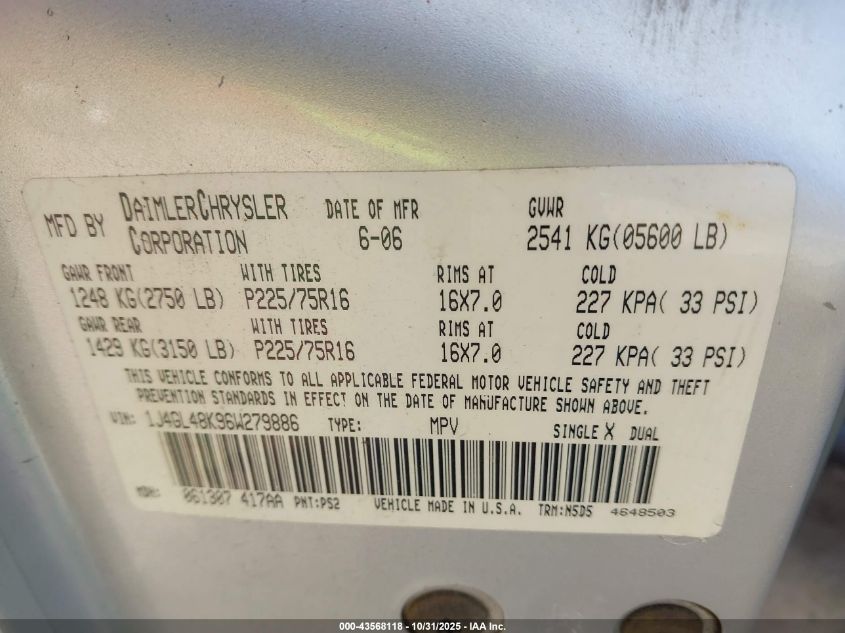 MFD BY DAIMLERCHRYSLER CORPORATION DATE OF MFR 6-06 GVWR 2541 KG(05600 LB)
GAWR FRONT WITH TIRES RIMS AT COLD
1248 KG(2750 LB) P225/75R16 16X7.0 227 KPA( 33 PSI)
GAWR REAR WITH TIRES RIMS AT COLD
1429 KG(3150 LB) P225/75R16 16X7.0 227 KPA( 33 PSI)
THIS VEHICLE CONFORMS TO ALL APPLICABLE FEDERAL MOTOR VEHICLE SAFETY AND THEFT
PREVENTION STANDARDS IN EFFECT ON THE DATE OF MANUFACTURE SHOWN ABOVE.
VIN: 1J4GL48K96W279886 TYPE: MPV SINGLE X DUAL
MDH: 061307 417AA PNT:PS2 VEHICLE MADE IN U.S.A. TRM:N5D5 4648503
000-43568118 - 10/31/2025 - IAA Inc.